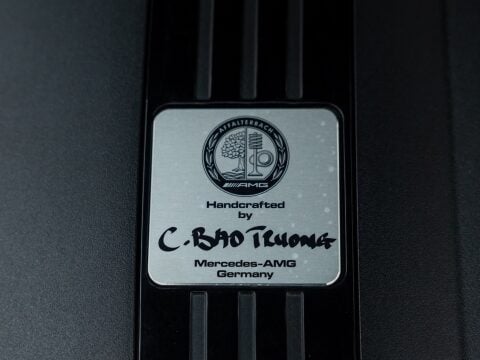 AFFALTERBACH
AMG
Handcrafted
by
C. BAO TRUONG
Mercedes-AMG
Germany